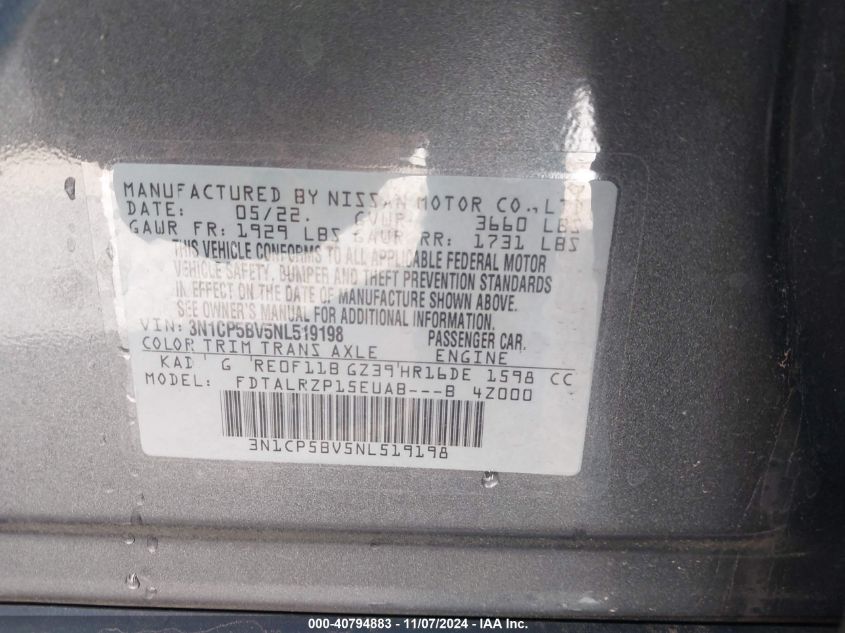 MANUFACTURED BY NISSAN MOTOR CO., LTD
DATE: 05/22. GVWR 3660 LBS
GAWR FR: 1929 LBS GAWR RR: 1731 LBS
THIS VEHICLE CONFORMS TO ALL APPLICABLE FEDERAL MOTOR
VEHICLE SAFETY, BUMPER AND THEFT PREVENTION STANDARDS
IN EFFECT ON THE DATE OF MANUFACTURE SHOWN ABOVE.
SEE OWNER'S MANUAL FOR ADDITIONAL INFORMATION.
VIN: 3N1CP5BV5NL519198 PASSENGER CAR.
COLOR TRIM TRANS AXLE ENGINE
KAD G RE0F11B GZ39 HR16DE 1598 CC
MODEL: FDTALRZP15EUAB---B 4Z000
3N1CP5BV5NL519198
000-40794883 - 11/07/2024 - IAA Inc.